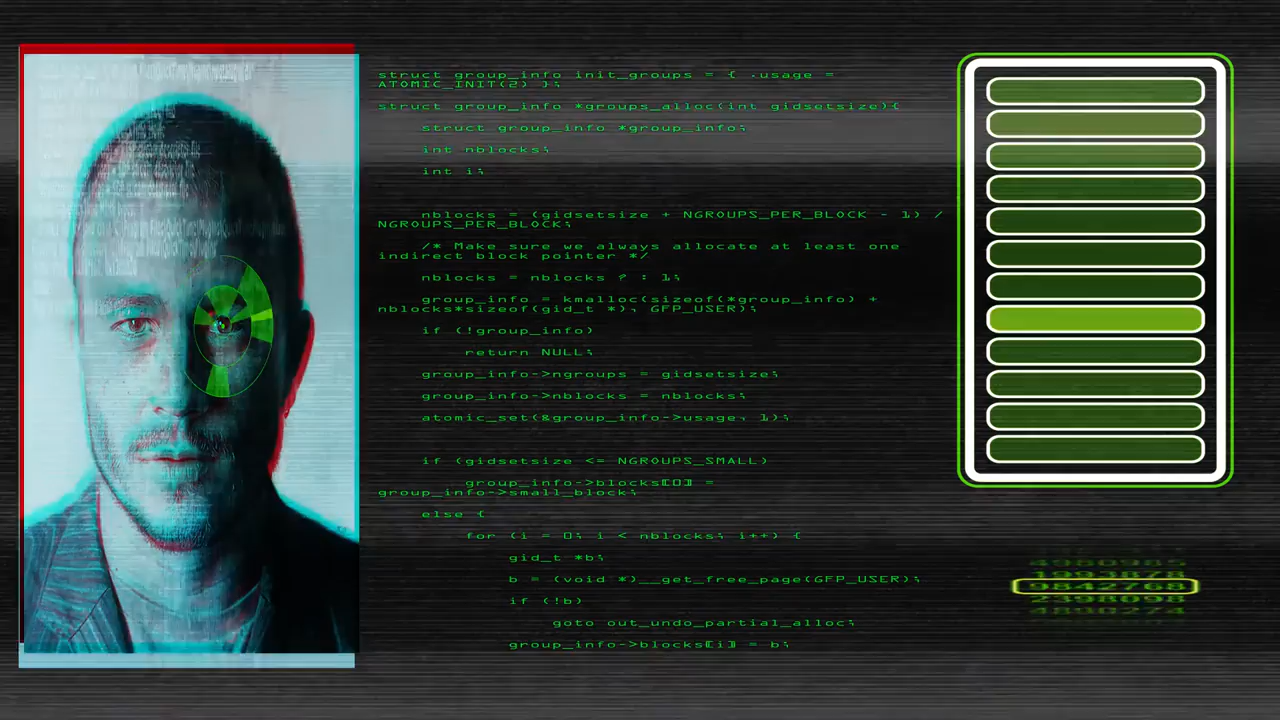 struct group_info init_groups = { .usage =
ATOMIC_INIT(2) };
struct group_info *groups_alloc(int gidsetsize){
struct group_info *group_info;
int nblocks;
int i;
nblocks = (gidsetsize + NGROUPS_PER_BLOCK - 1) /
NGROUPS_PER_BLOCK;
/* Make sure we always allocate at least one
indirect block pointer */
nblocks = nblocks ? : 1;
group_info = kmalloc(sizeof(*group_info) +
nblocks*sizeof(gid_t *), GFP_USER);
if (!group_info)
return NULL;
group_info->ngroups = gidsetsize;
group_info->nblocks = nblocks;
atomic_set(&group_info->usage, 1);
if (gidsetsize <= NGROUPS_SMALL)
group_info->blocks[0] =
group_info->small_block;
else {
for (i = 0; i < nblocks; i++) {
gid_t *b;
b = (void *)__get_free_page(GFP_USER);
if (!b)
goto out_undo_partial_alloc;
group_info->blocks[i] = b;
4980985
1993878
9842768
2398098
4890274